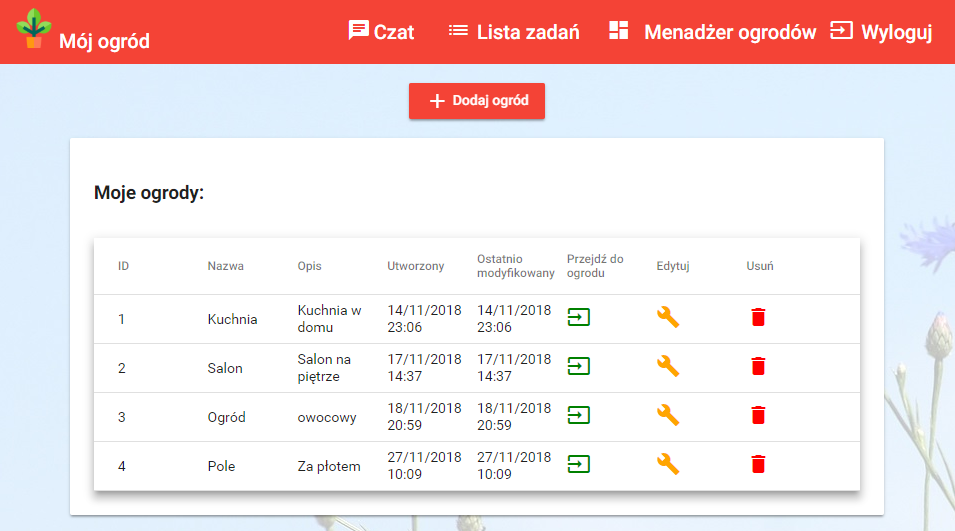 Mój ogród
Czat
Lista zadań
Menadżer ogrodów
Wyloguj
Dodaj ogród
Moje ogrody:
ID Nazwa Opis Utworzony Ostatnio modyfikowany Przejdź do ogrodu Edytuj Usuń
1 Kuchnia Kuchnia w domu 14/11/2018 23:06 14/11/2018 23:06
2 Salon Salon na piętrze 17/11/2018 14:37 17/11/2018 14:37
3 Ogród owocowy 18/11/2018 20:59 18/11/2018 20:59
4 Pole Za płotem 27/11/2018 10:09 27/11/2018 10:09